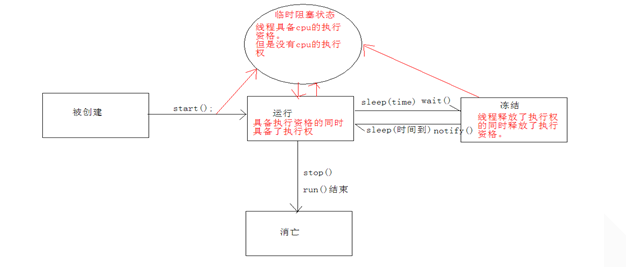 临时阻塞状态
线程具备cpu的执行
资格。
但是没有cpu的执行
权
被创建
start();
运行
具备执行资格的同时
具备了执行权
sleep(time) wait()
sleep(时间到) notify()
冻结
线程释放了执行权
的同时释放了执行
资格。
stop()
run()结束
消亡